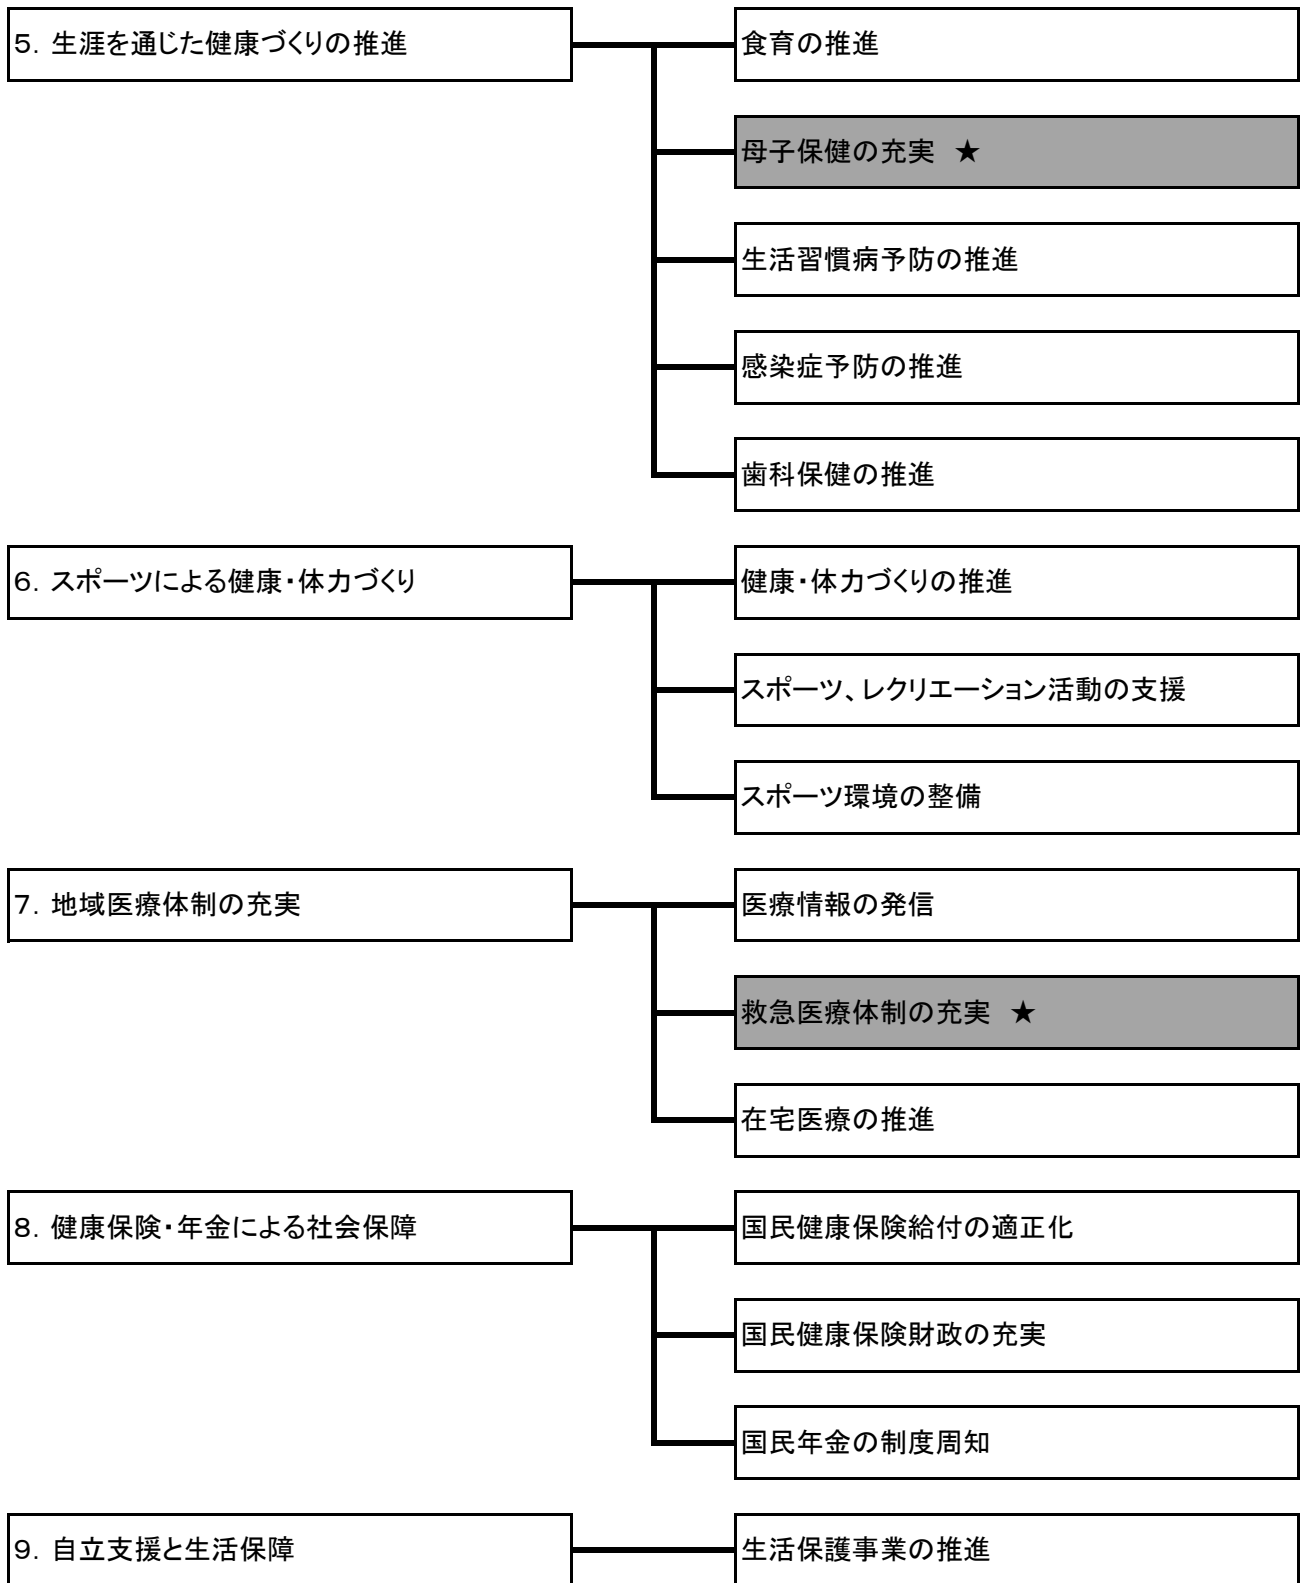 5．生涯を通じた健康づくりの推進
食育の推進
母子保健の充実　★
生活習慣病予防の推進
感染症予防の推進
歯科保健の推進
6．スポーツによる健康・体力づくり
健康・体力づくりの推進
スポーツ、レクリエーション活動の支援
スポーツ環境の整備
7．地域医療体制の充実
医療情報の発信
救急医療体制の充実　★
在宅医療の推進
8．健康保険・年金による社会保障
国民健康保険給付の適正化
国民健康保険財政の充実
国民年金の制度周知
9．自立支援と生活保障
生活保護事業の推進